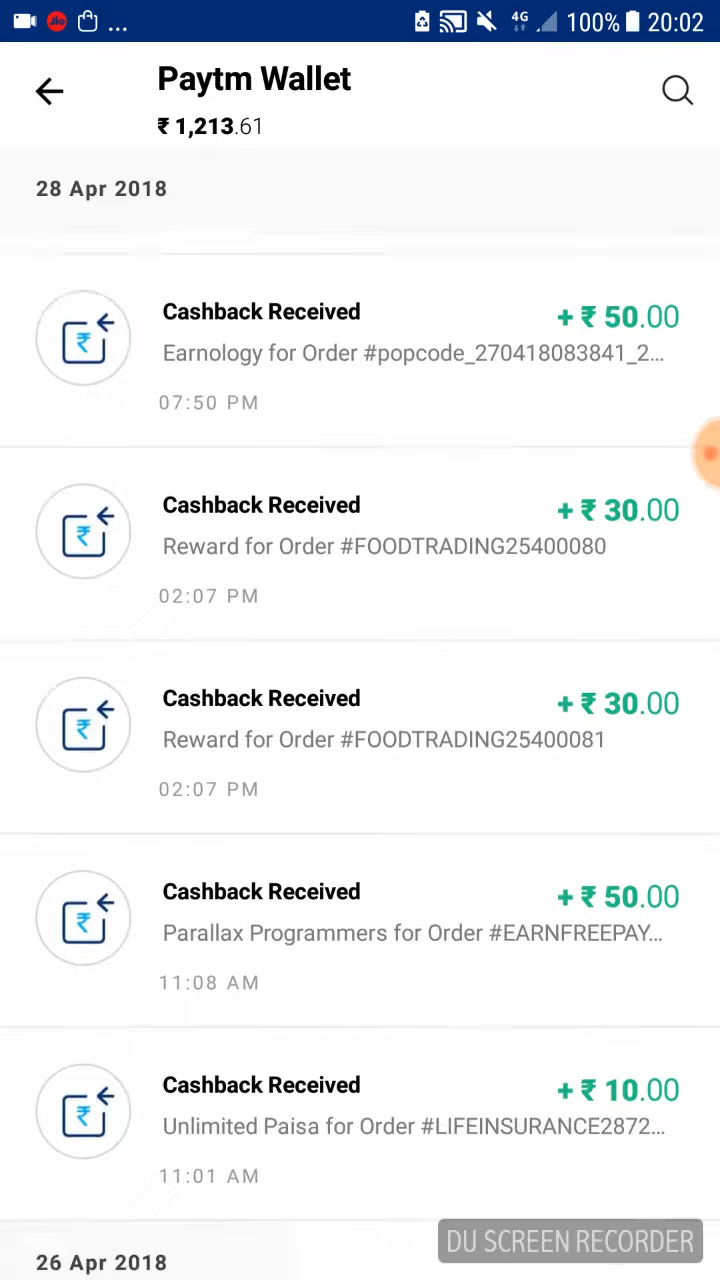 Jio ... 4G 100% 20:02
Paytm Wallet
₹ 1,213.61
28 Apr 2018
Cashback Received + ₹ 50.00
Earnology for Order #popcode_270418083841_2...
07:50 PM
Cashback Received + ₹ 30.00
Reward for Order #FOODTRADING25400080
02:07 PM
Cashback Received + ₹ 30.00
Reward for Order #FOODTRADING25400081
02:07 PM
Cashback Received + ₹ 50.00
Parallax Programmers for Order #EARNFREEPAY...
11:08 AM
Cashback Received + ₹ 10.00
Unlimited Paisa for Order #LIFEINSURANCE2872...
11:01 AM
DU SCREEN RECORDER
26 Apr 2018